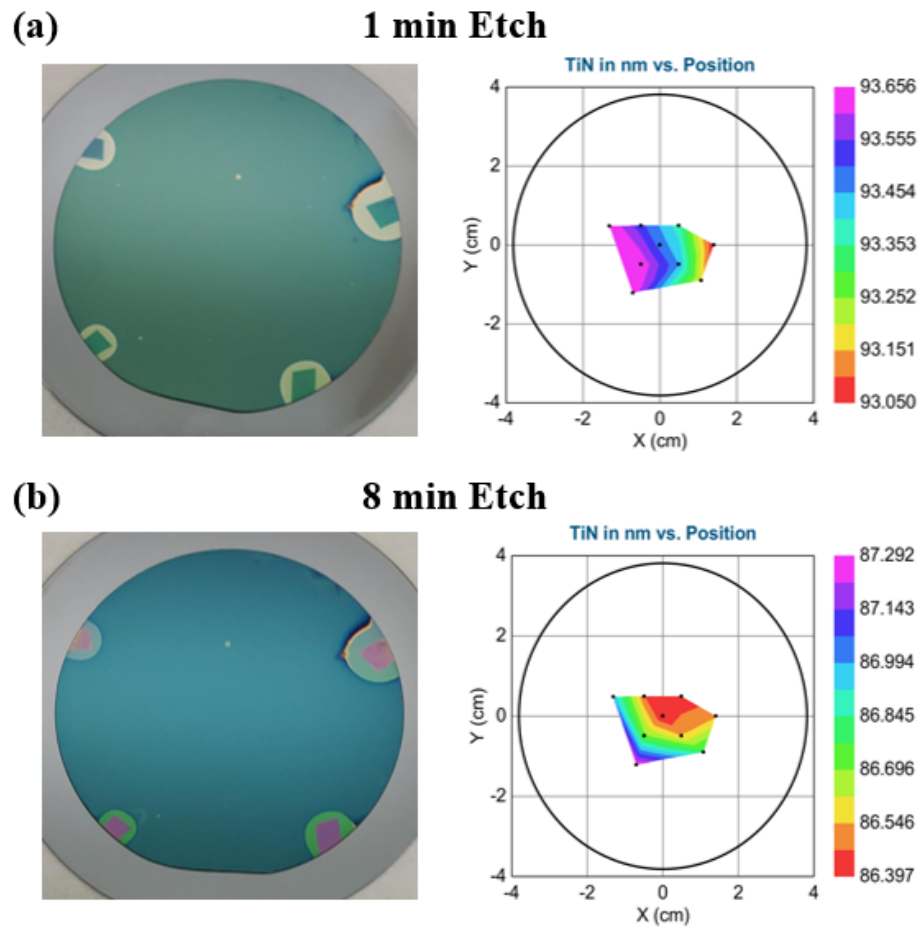 (a) 1 min Etch
TiN in nm vs. Position
4
2
0
-2
-4
Y (cm)
-4 -2 0 2 4
X (cm)
93.656
93.555
93.454
93.353
93.252
93.151
93.050
(b) 8 min Etch
TiN in nm vs. Position
4
2
0
-2
-4
Y (cm)
-4 -2 0 2 4
X (cm)
87.292
87.143
86.994
86.845
86.696
86.546
86.397